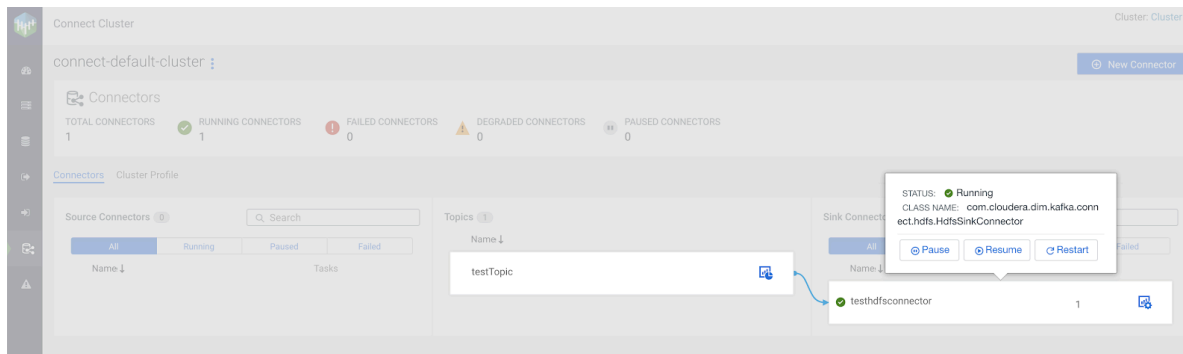 Connect Cluster
Cluster: Cluster
connect-default-cluster
New Connector
Connectors
TOTAL CONNECTORS
1
RUNNING CONNECTORS
1
FAILED CONNECTORS
0
DEGRADED CONNECTORS
0
PAUSED CONNECTORS
0
Connectors Cluster Profile
Source Connectors 0
Search
All Running Paused Failed
Name Tasks
Topics 1
Name
testTopic
Sink Connecto
All
Failed
Name
STATUS: Running
CLASS NAME: com.cloudera.dim.kafka.conn
ect.hdfs.HdfsSinkConnector
Pause Resume Restart
testhdfsconnector 1